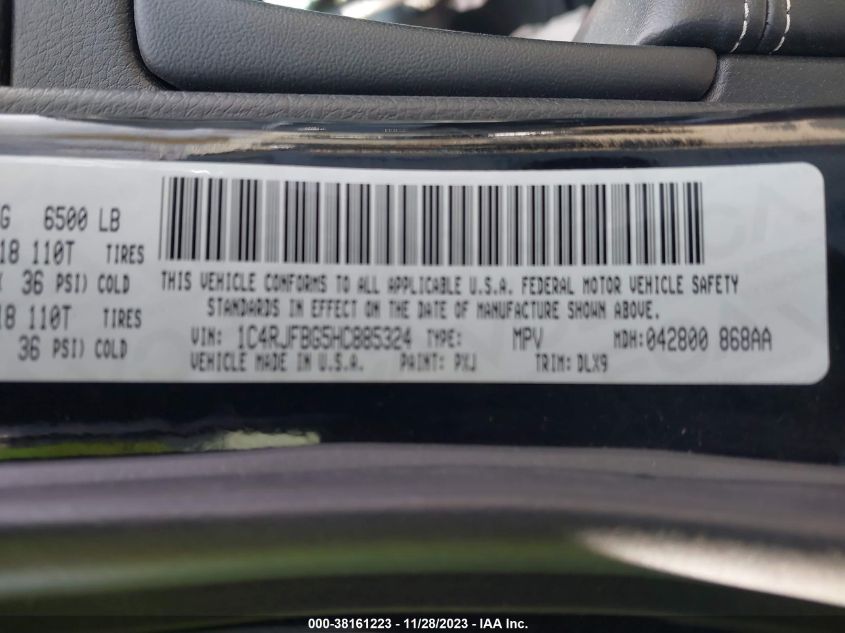 G 6500 LB
18 110T TIRES
36 PSI) COLD
18 110T TIRES
36 PSI) COLD
THIS VEHICLE CONFORMS TO ALL APPLICABLE U.S.A. FEDERAL MOTOR VEHICLE SAFETY
STANDARDS IN EFFECT ON THE DATE OF MANUFACTURE SHOWN ABOVE.
VIN: 1C4RJFBG5HC885324 TYPE: MPV MDH:042800 868AA
VEHICLE MADE IN U.S.A. PAINT: PXJ TRIM: DLX9
000-38161223 - 11/28/2023 - IAA Inc.